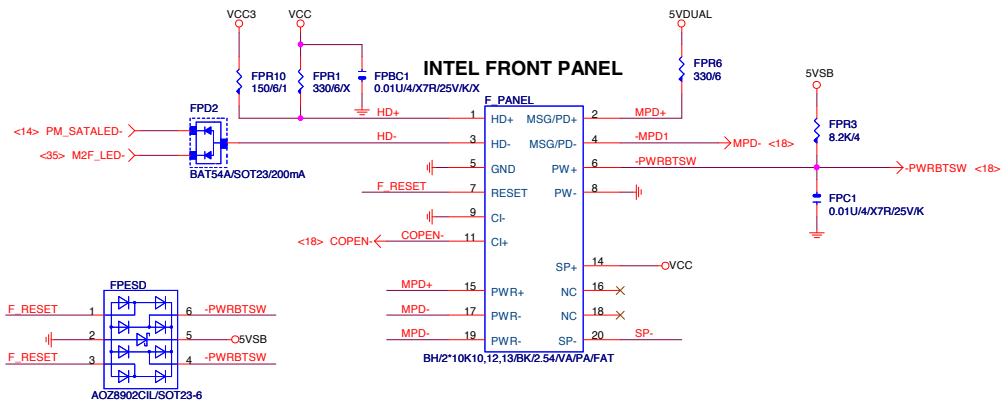 VCC3
VCC
5VDUAL
FPR10
150/6/1
FPR1
330/6/X
FPBC1
0.01U/4/X7R/25V/K/X
INTEL FRONT PANEL
FPR6
330/6
5VSB
FPR3
8.2K/4
FPD2
<14> PM_SATALED-
<35> M2F_LED-
BAT54A/SOT23/200mA
F_PANEL
HD+ 1 HD+ MSG/PD+ 2 MPD+
HD- 3 HD- MSG/PD- 4 -MPD1 MPD- <18>
5 GND PW+ 6 -PWRBTSW -PWRBTSW <18>
F_RESET 7 RESET PW- 8
9 CI-
<18> COPEN- COPEN- 11 CI+
FPC1
0.01U/4/X7R/25V/K
SP+ 14 VCC
MPD+ 15 PWR+ NC 16
MPD- 17 PWR- NC 18
MPD- 19 PWR- SP- 20 SP-
BH/2*10K10,12,13/BK/2.54/VA/PA/FAT
FPESD
F_RESET 1 6 -PWRBTSW
2 5 5VSB
F_RESET 3 4 -PWRBTSW
AOZ8902CIL/SOT23-6